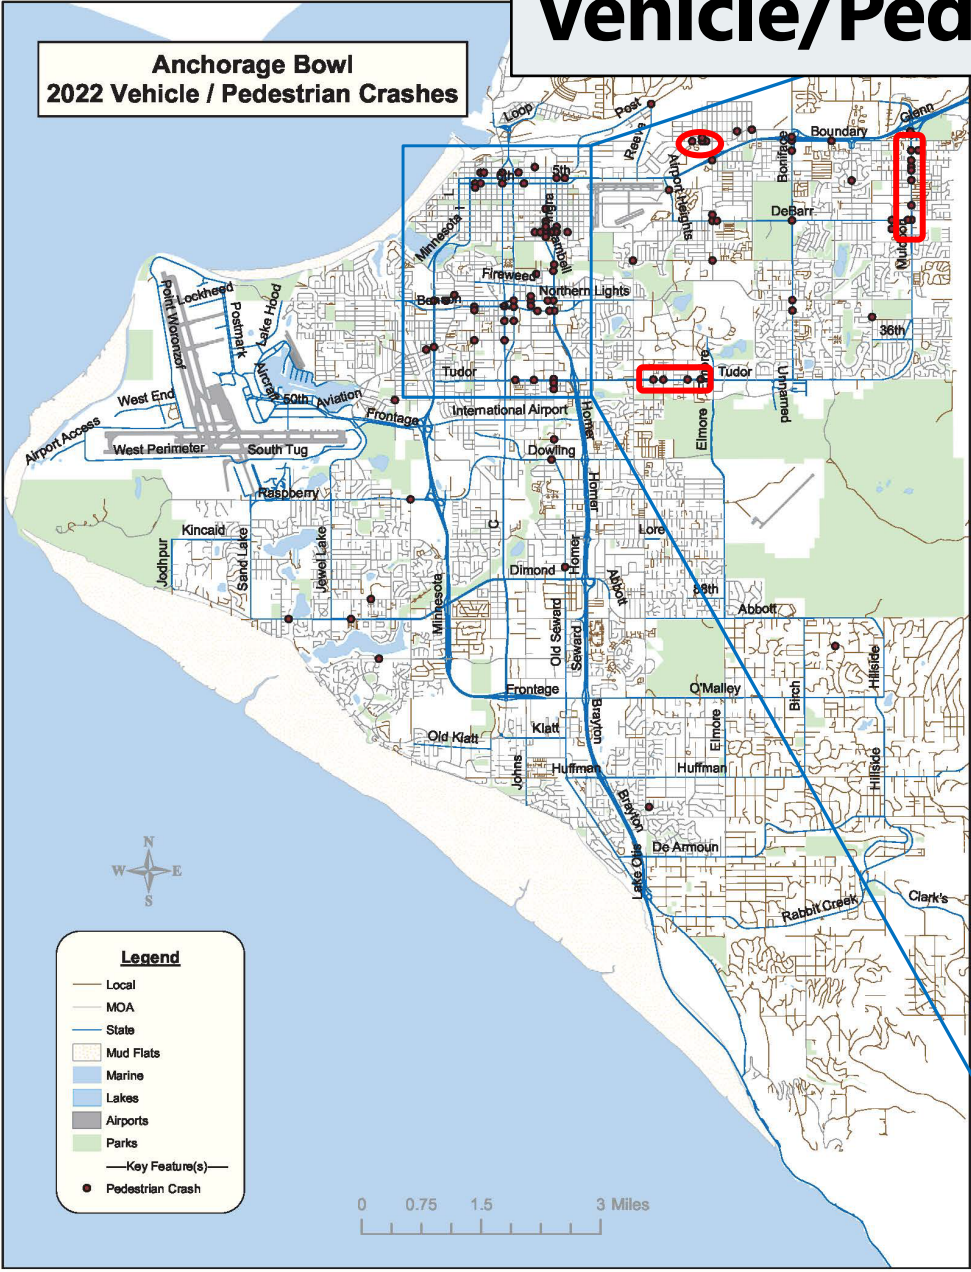 Vehicle/Ped
Anchorage Bowl
2022 Vehicle / Pedestrian Crashes
Loop
Post
Reeve
Glenn
Boundary
Boniface
Airport Heights
5th
L
I
Minnesota
DeBarr
Muldoon
Fireweed
Northern Lights
Benson
36th
Point Woronzof
Lockheed
Postmark
Lake Hood
Aircraft
Tudor
Tudor
Unnamed
West End
50th
Aviation
Frontage
International Airport
Homer
Elmore
Airport Access
West Perimeter
South Tug
Dowling
Raspberry
Homer
C
Lore
Kincaid
Jodhpur
Sand Lake
Jewel Lake
Dimond
Homer
Abbott
88th
Abbott
Minnesota
Old Seward
Seward
Hillside
Frontage
O'Malley
Birch
Brayton
Elmore
Old Klatt
Klatt
Johns
Huffman
Huffman
Hillside
Brayton
De Armoun
Lake Otis
Rabbit Creek
Clark's
N
W E
S
Legend
Local
MOA
State
Mud Flats
Marine
Lakes
Airports
Parks
Key Feature(s)
Pedestrian Crash
0 0.75 1.5 3 Miles